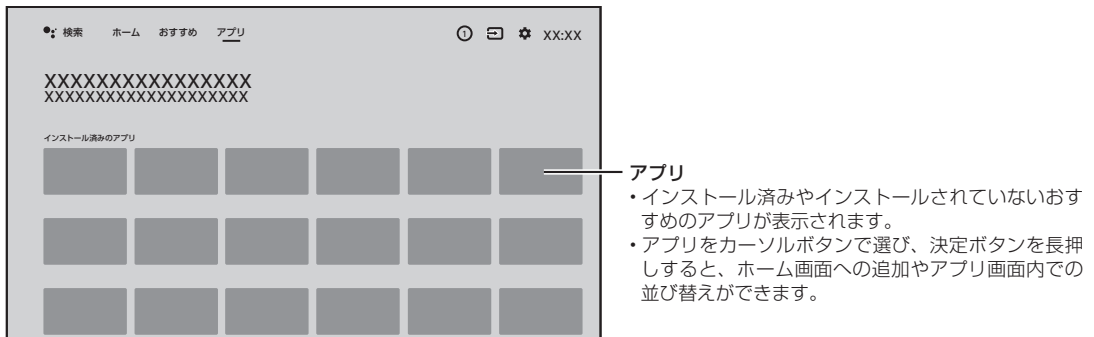 検索 ホーム おすすめ アプリ ① XX:XX
XXXXXXXXXXXXXXXX
XXXXXXXXXXXXXXXXXXXX
インストール済みのアプリ
アプリ
・インストール済みやインストールされていないおす
すめのアプリが表示されます。
・アプリをカーソルボタンで選び、決定ボタンを長押
しすると、ホーム画面への追加やアプリ画面内での
並び替えができます。